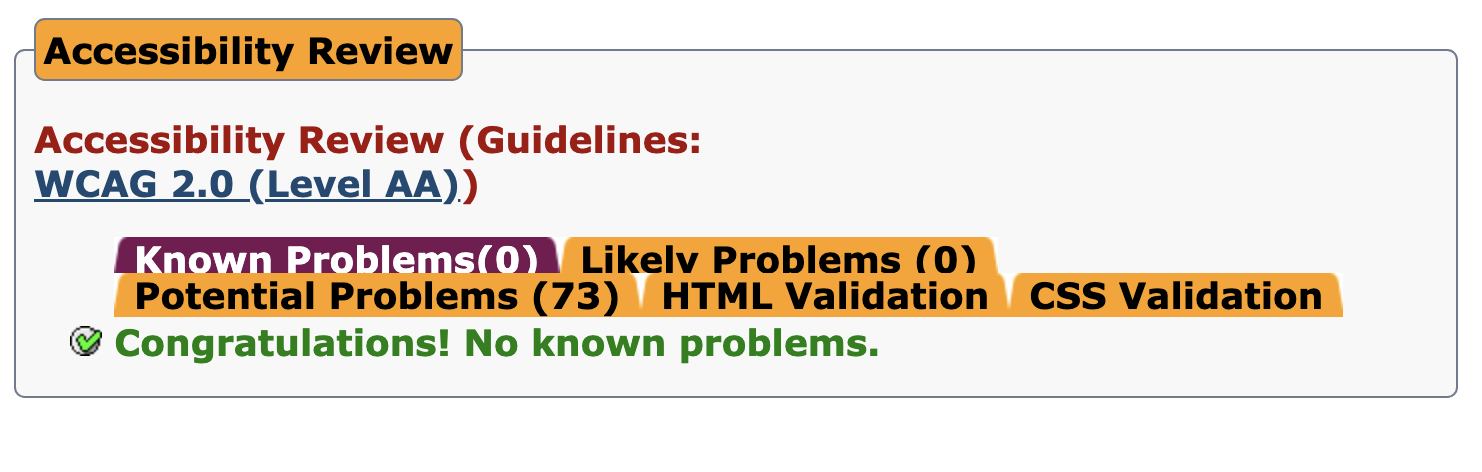 Accessibility Review
Accessibility Review (Guidelines:
WCAG 2.0 (Level AA))
Known Problems(0) Likely Problems (0)
Potential Problems (73) HTML Validation CSS Validation
Congratulations! No known problems.